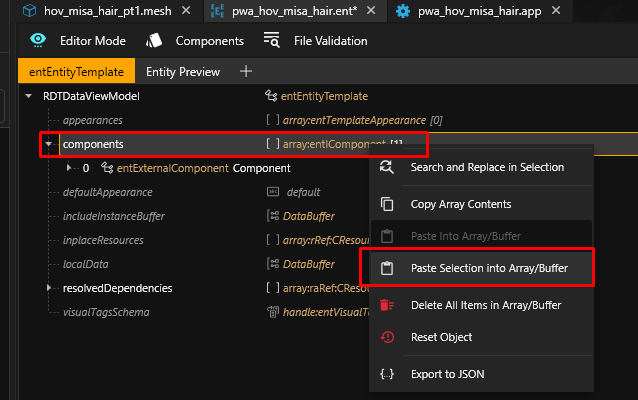 hov_misa_hair_pt1.mesh × pwa_hov_misa_hair.ent* × pwa_hov_misa_hair.app
Editor Mode Components File Validation
entEntityTemplate Entity Preview +
RDTDataViewModel entEntityTemplate
appearances [ ] array:entTemplateAppearance [0]
components [ ] array:entIComponent [1]
0 entExternalComponent Component
defaultAppearance default
includeInstanceBuffer DataBuffer
inplaceResources [ ] array:rRef:CResou
localData DataBuffer
resolvedDependencies [ ] array:raRef:CReso
visualTagsSchema handle:entVisualT
Search and Replace in Selection
Copy Array Contents
Paste Into Array/Buffer
Paste Selection into Array/Buffer
Delete All Items in Array/Buffer
Reset Object
Export to JSON